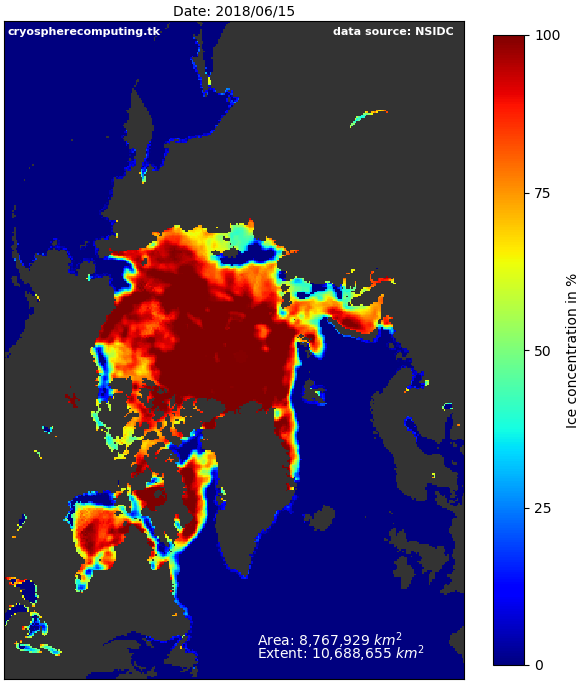 Date: 2018/06/15
cryospherecomputing.tk
data source: NSIDC
100
75
50
25
0
Ice concentration in %
Area: 8,767,929 km²
Extent: 10,688,655 km²